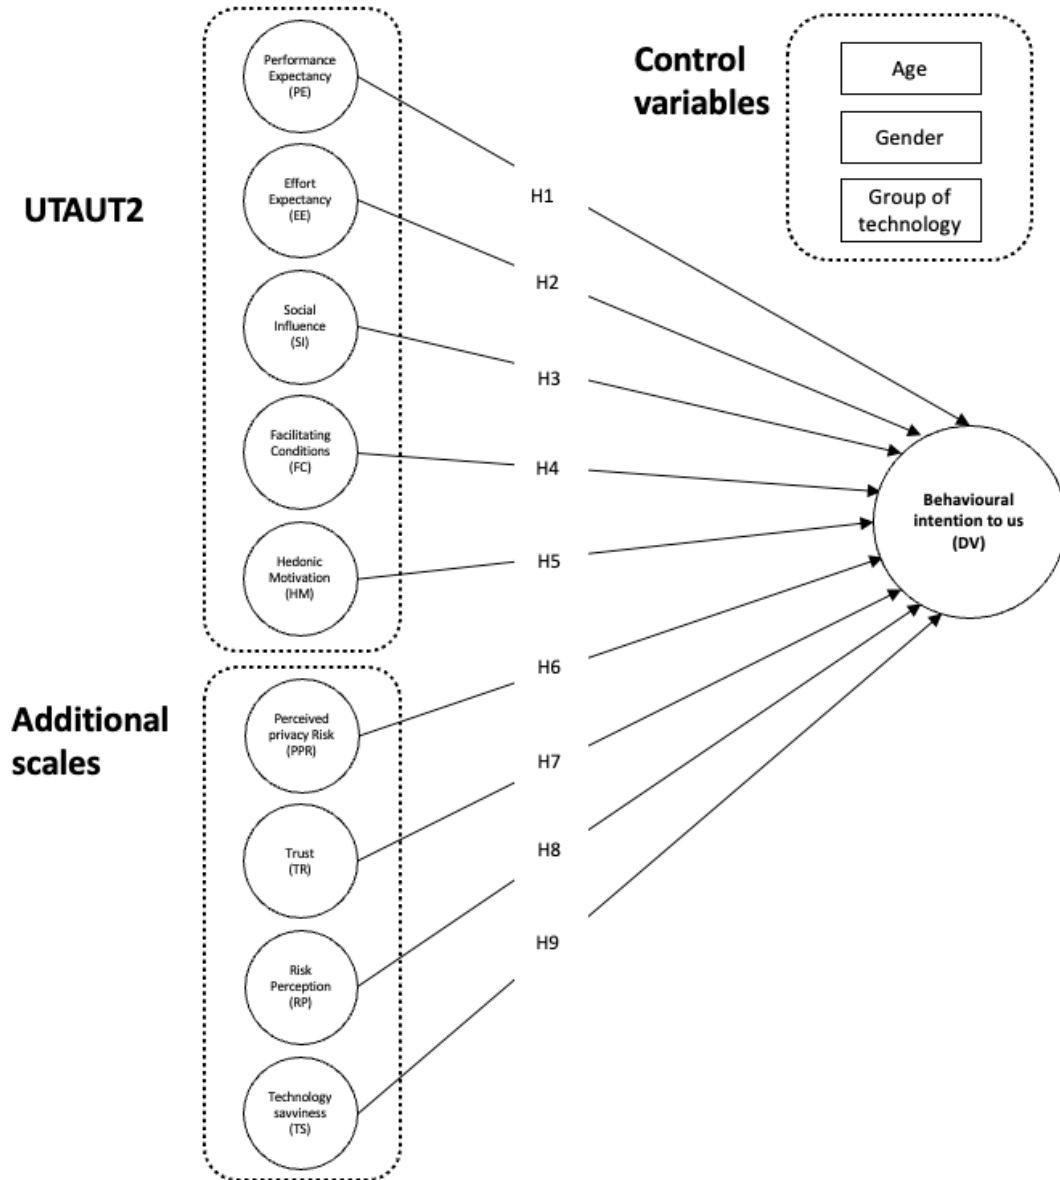 Performance
Expectancy
(PE)
Control
variables
Age
Gender
Group of
technology
UTAUT2
Effort
Expectancy
(EE)
H1
H2
Social
Influence
(SI)
H3
Facilitating
Conditions
(FC)
H4
Behavioural
intention to us
(DV)
Hedonic
Motivation
(HM)
H5
H6
Additional
scales
Perceived
privacy Risk
(PPR)
H7
Trust
(TR)
H8
H9
Risk
Perception
(RP)
Technology
savviness
(TS)